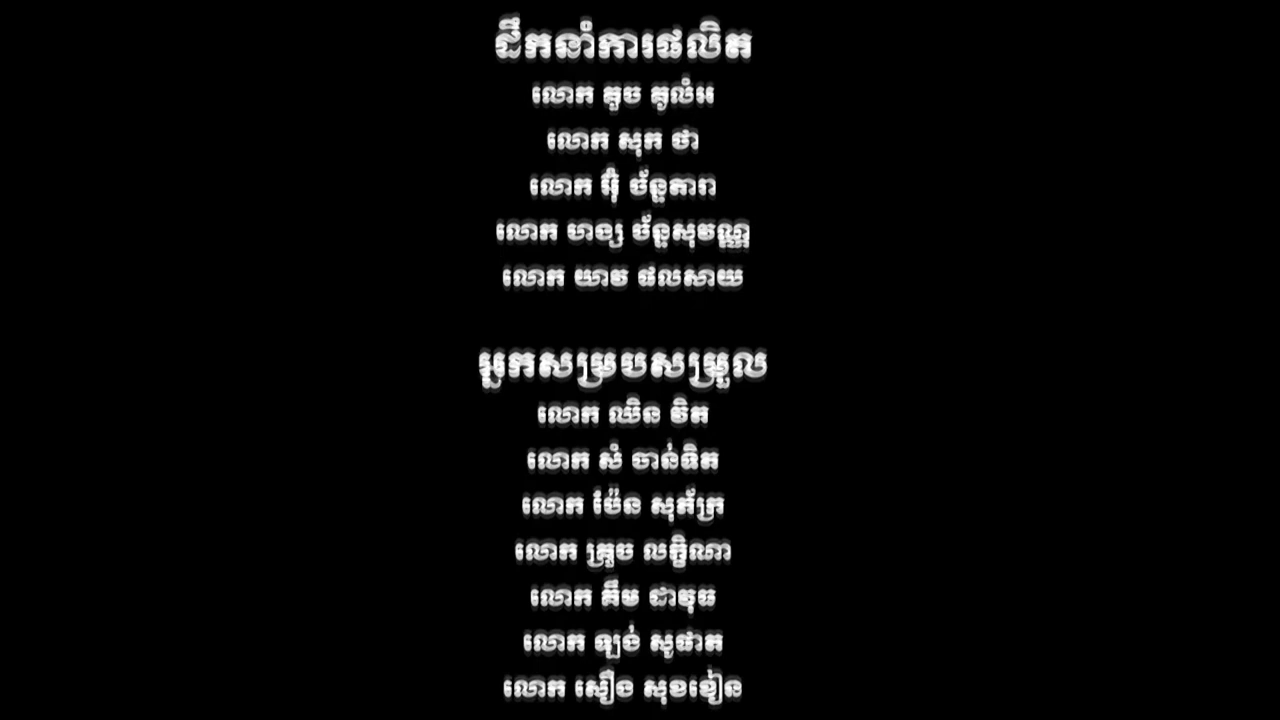 ដឹកនាំការផលិត
លោក តូច គូលំអ
លោក សុក ថា
លោក អ៊ុំ ច័ន្ទតារា
លោក ហង្ស ច័ន្ទសុវណ្ណ
លោក យាវ ផលសាយ
អ្នកសម្របសម្រួល
លោក ឈិន រិត
លោក សំ ចាន់ទិត
លោក ប៉ែន សុភ័ក្រ
លោក គ្រុច លក្ខិណា
លោក គឹម ដាវុធ
លោក ឡុង សូផាត
លោក សឿង សុខខឿន